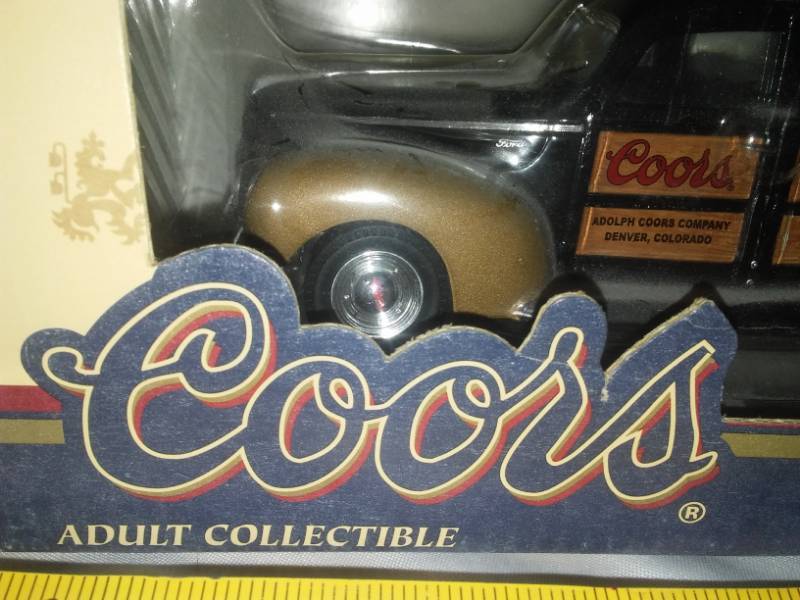 Ford
Coors
ADOLPH COORS COMPANY
DENVER, COLORADO
Coors®
ADULT COLLECTIBLE